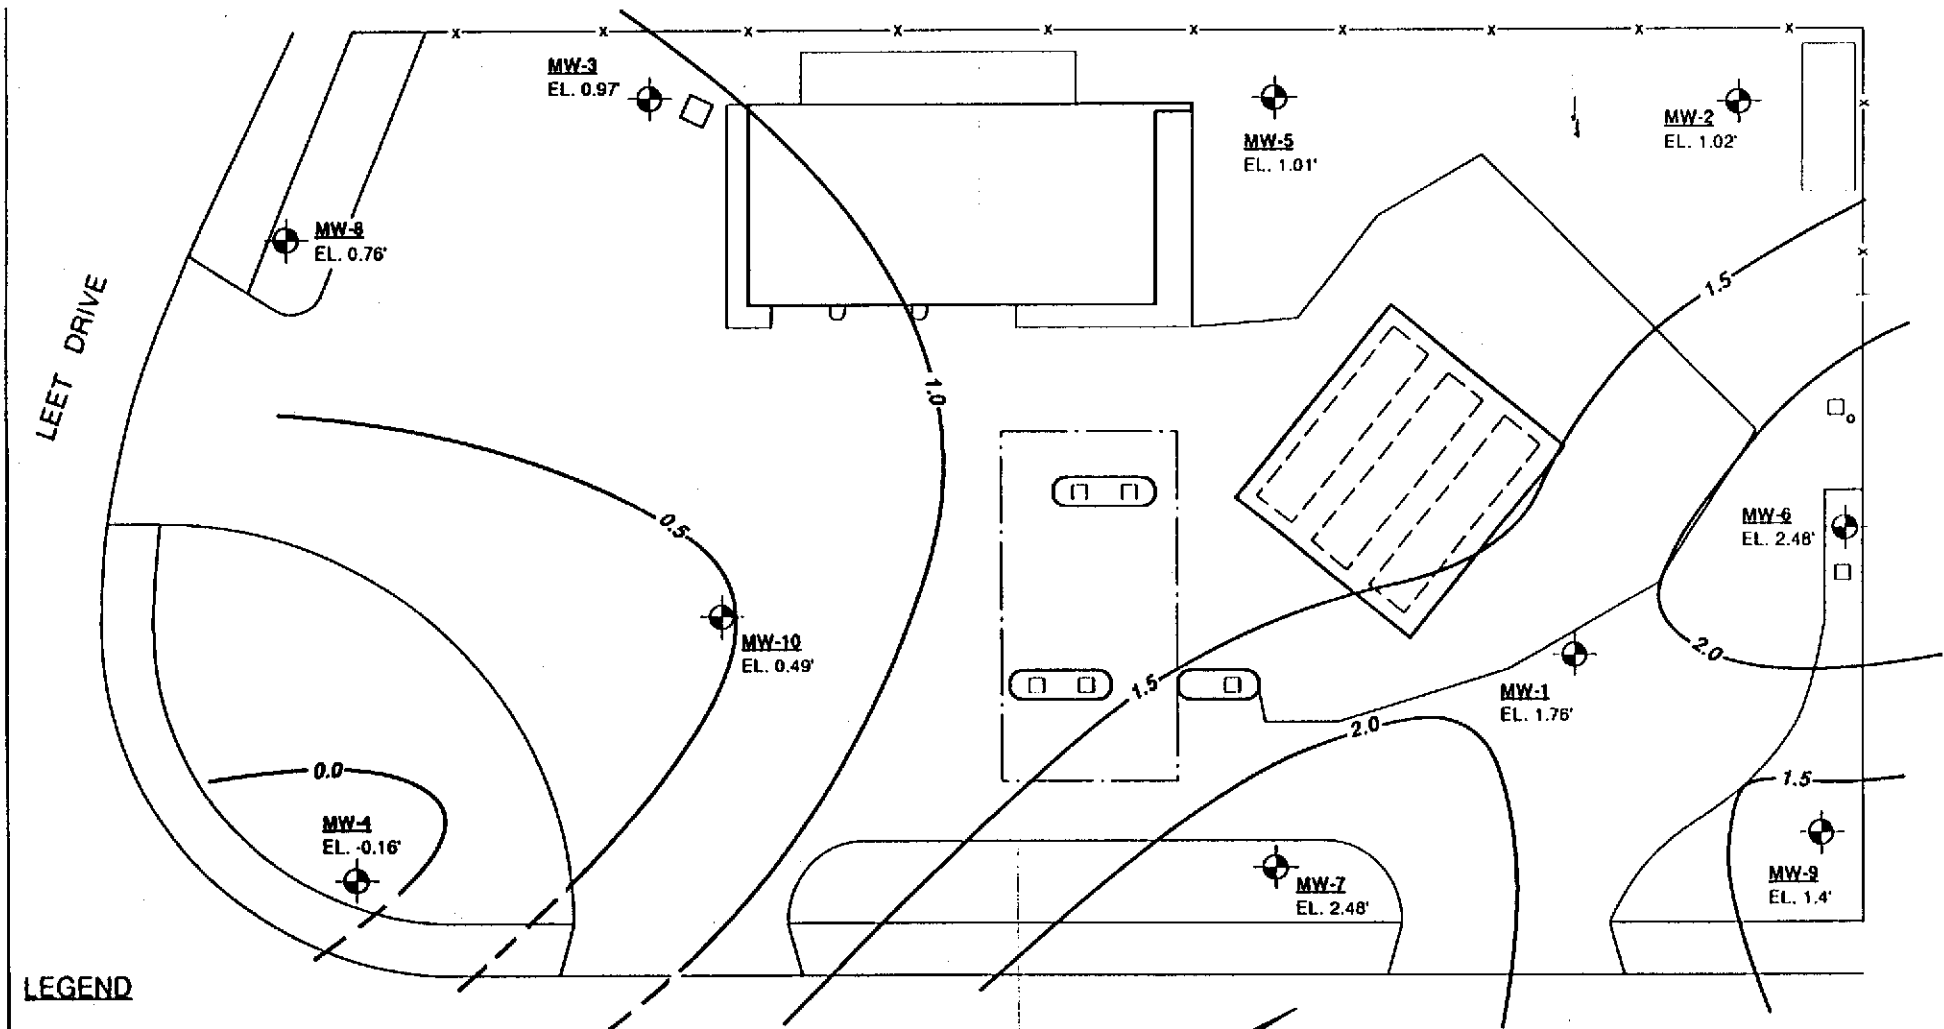 MW-3
EL. 0.97'
MW-5
EL. 1.01'
MW-2
EL. 1.02'
MW-8
EL. 0.76'
LEET DRIVE
1.5
1.0
0.5
MW-6
EL. 2.48'
MW-10
EL. 0.49'
2.0
1.5
MW-1
EL. 1.76'
2.0
0.0
1.5
MW-4
EL. -0.16'
MW-7
EL. 2.48'
MW-9
EL. 1.4'
LEGEND